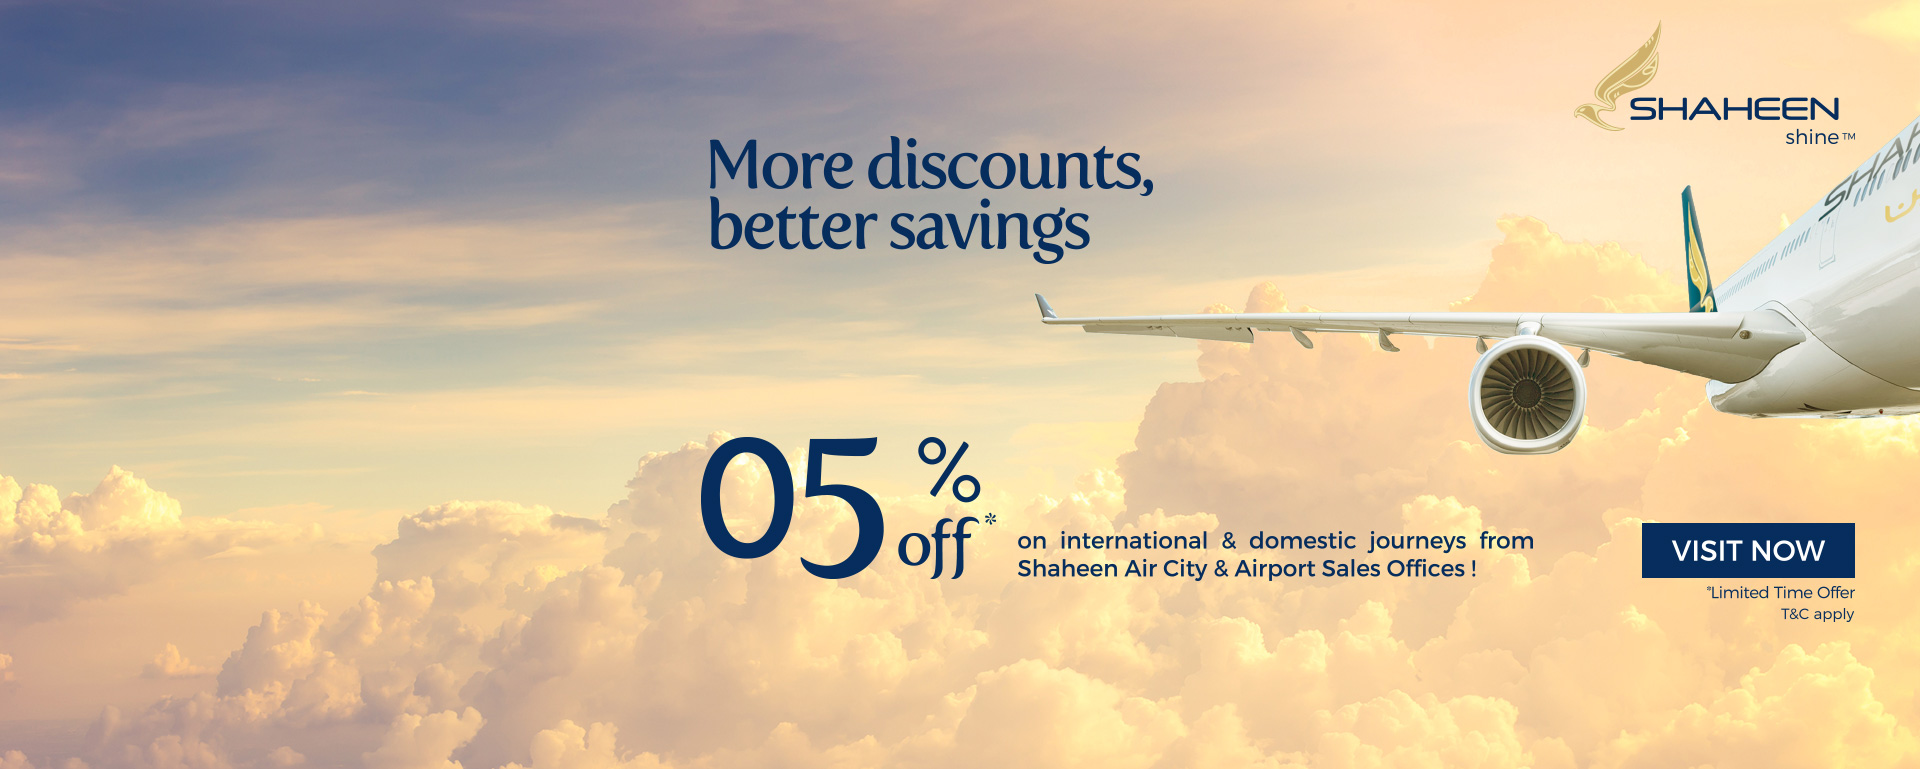 SHAHEEN
shine™
More discounts,
better savings
05%
off*
on international & domestic journeys from
Shaheen Air City & Airport Sales Offices !
VISIT NOW
*Limited Time Offer
T&C apply